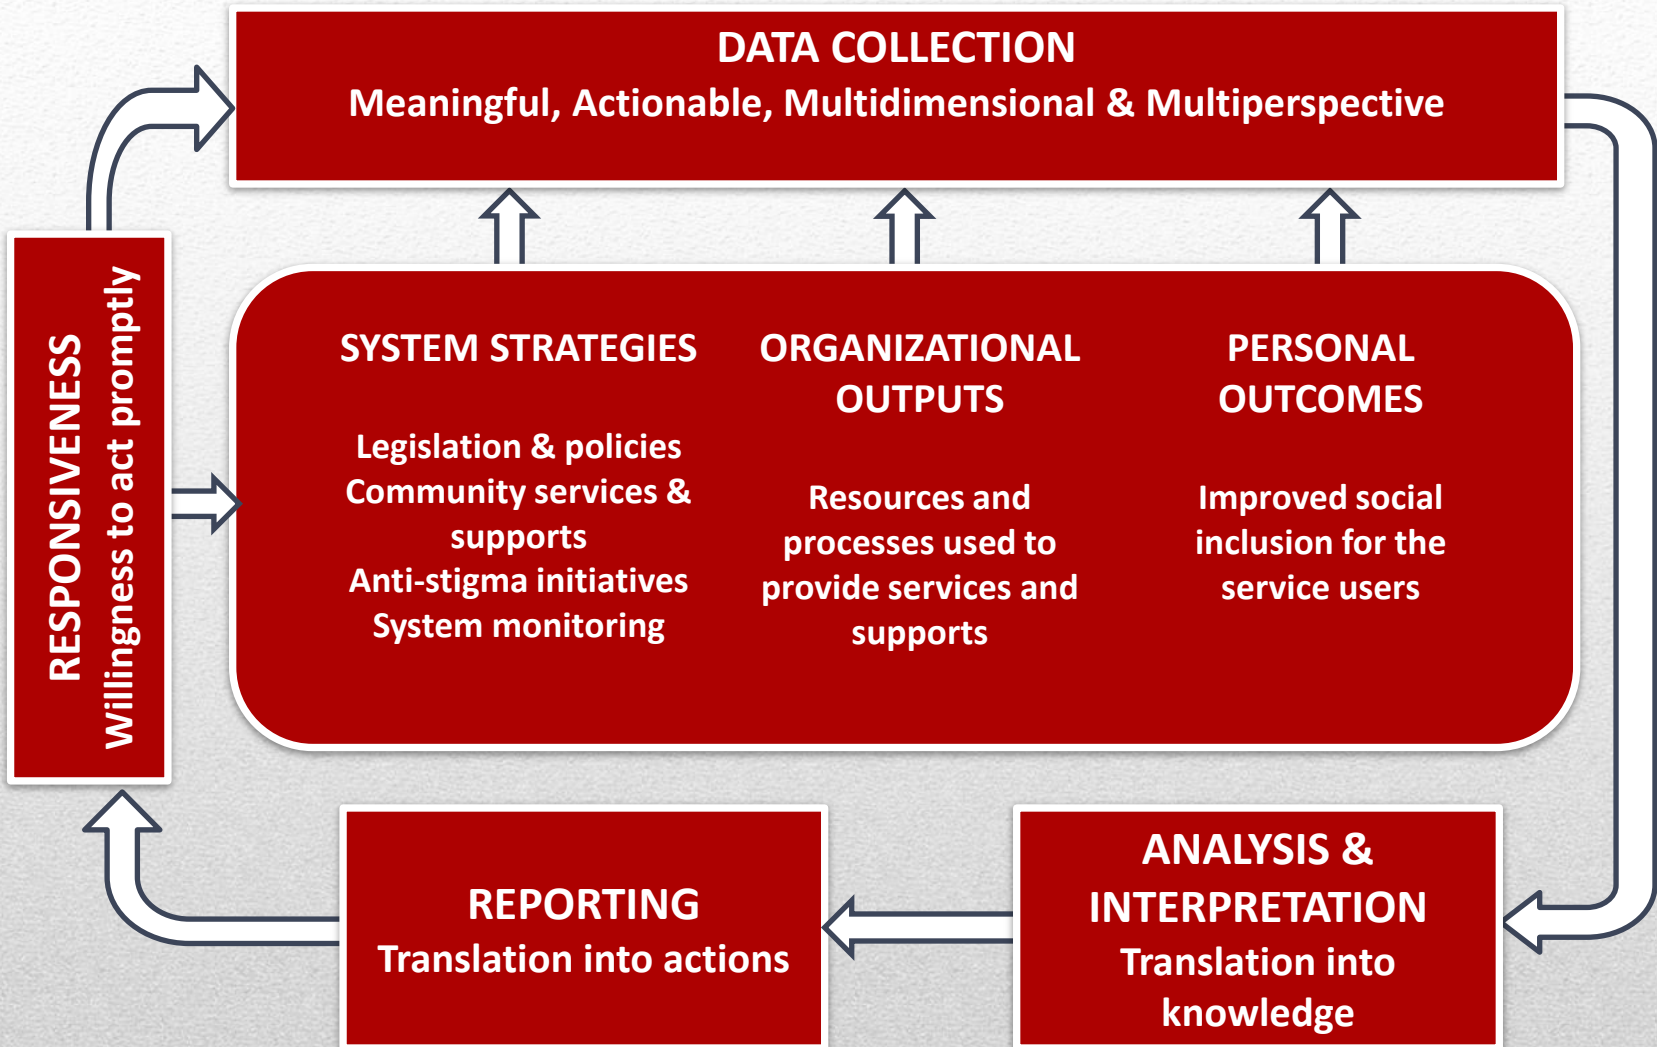 DATA COLLECTION
Meaningful, Actionable, Multidimensional & Multiperspective
RESPONSIVENESS
Willingness to act promptly
SYSTEM STRATEGIES
Legislation & policies
Community services &
supports
Anti-stigma initiatives
System monitoring
ORGANIZATIONAL
OUTPUTS
Resources and
processes used to
provide services and
supports
PERSONAL
OUTCOMES
Improved social
inclusion for the
service users
REPORTING
Translation into actions
ANALYSIS &
INTERPRETATION
Translation into
knowledge